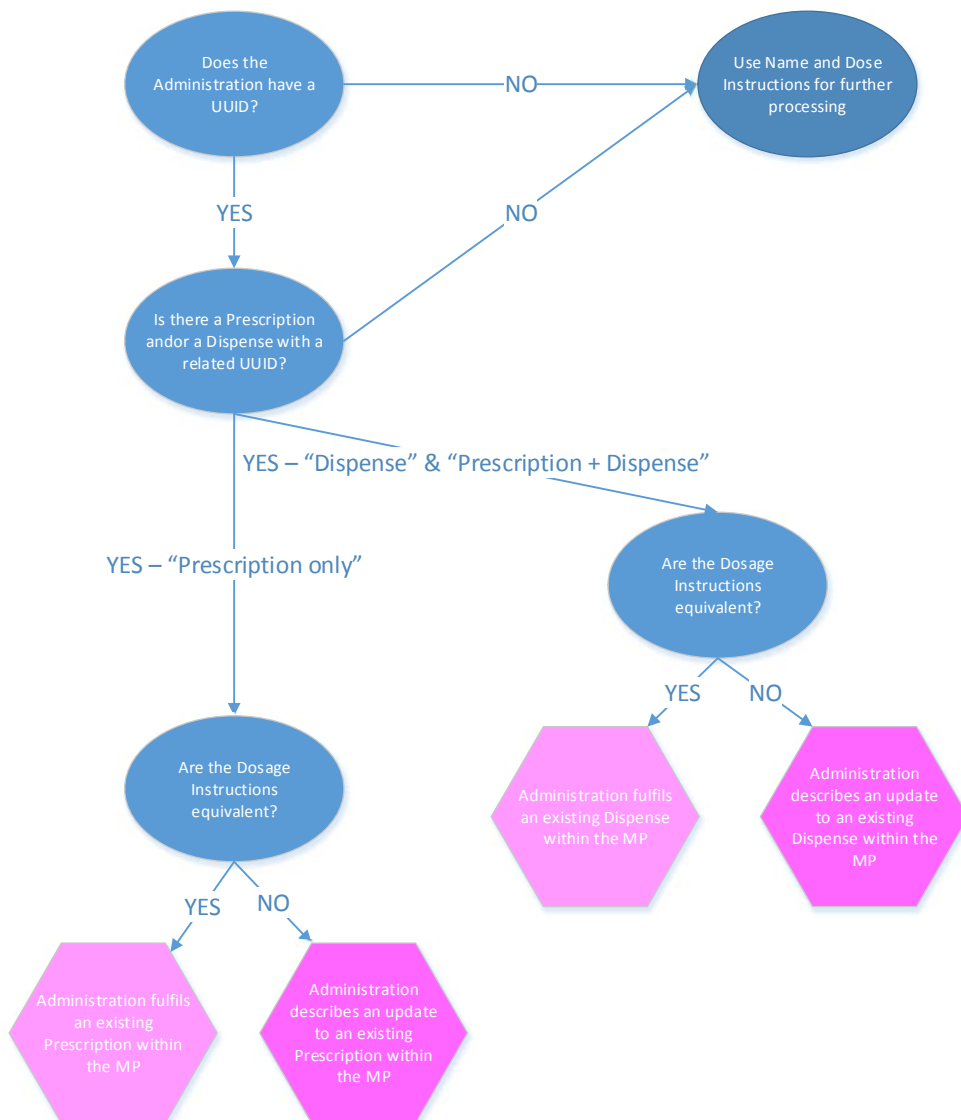 Does the
Administration have a
UUID?
NO
Use Name and Dose
Instructions for further
processing
YES
NO
Is there a Prescription
andor a Dispense with a
related UUID?
YES – “Dispense” & “Prescription + Dispense”
YES – “Prescription only”
Are the Dosage
Instructions
equivalent?
YES
NO
Administration fulfils
an existing Dispense
within the MP
Administration
describes an update
to an existing
Dispense within the
MP
Are the Dosage
Instructions
equivalent?
YES
NO
Administration fulfils
an existing
Prescription within
the MP
Administration
describes an update
to an existing
Prescription within
the MP